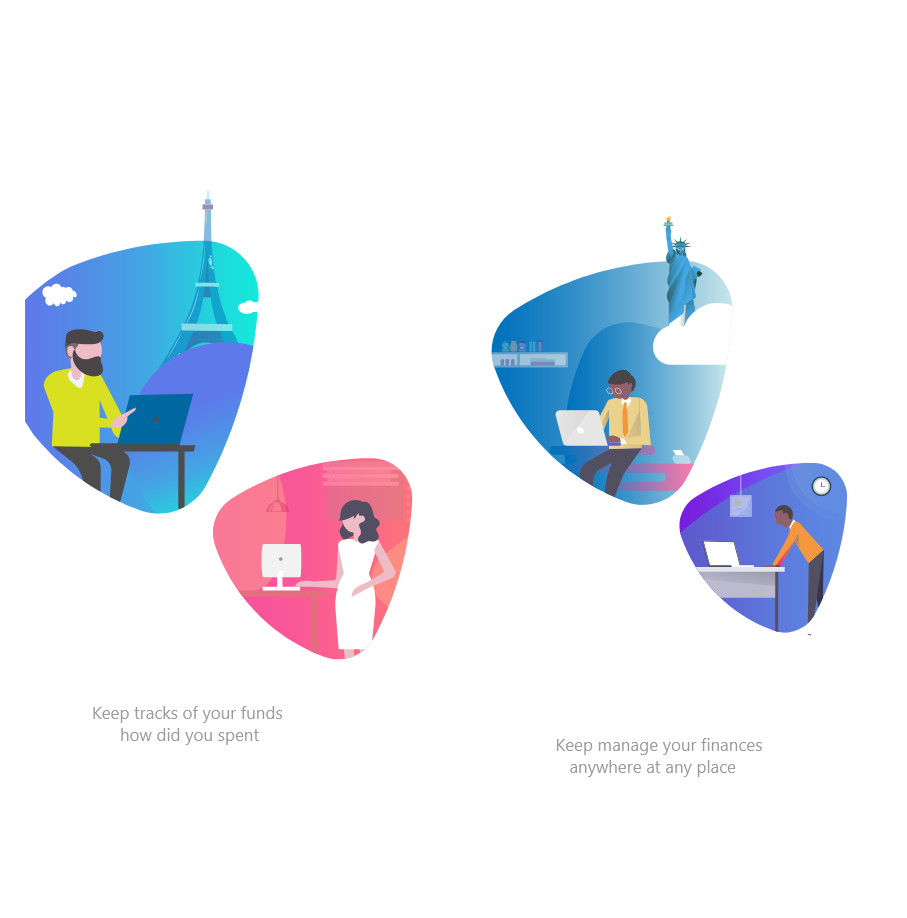 Keep tracks of your funds
how did you spent
Keep manage your finances
anywhere at any place